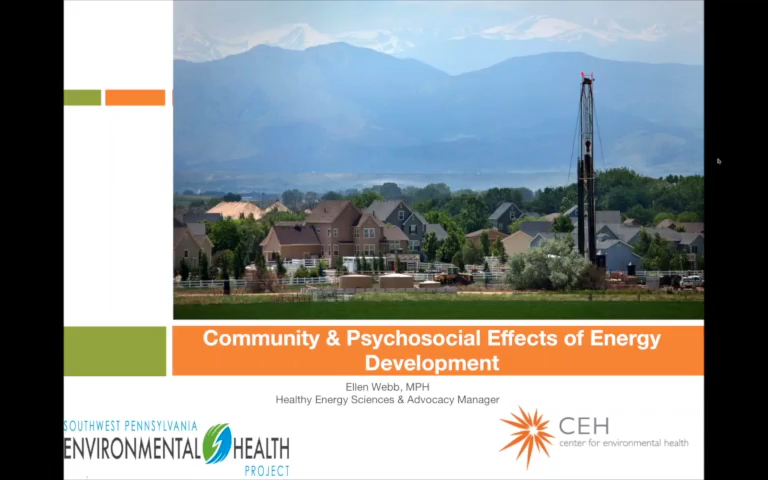 Community & Psychosocial Effects of Energy
Development
Ellen Webb, MPH
Healthy Energy Sciences & Advocacy Manager
SOUTHWEST PENNSYLVANIA
ENVIRONMENTAL HEALTH
PROJECT
CEH
center for environmental health